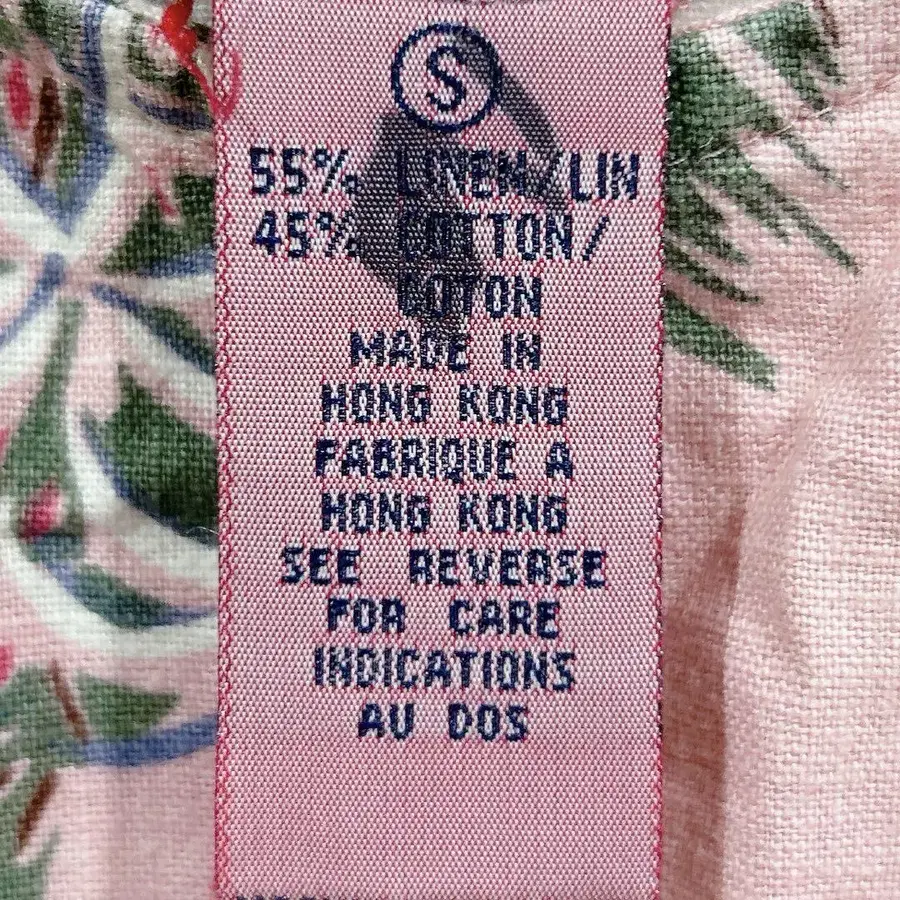 S
55% LINEN/LIN
45% COTTON/
COTON
MADE IN
HONG KONG
FABRIQUE A
HONG KONG
SEE REVERSE
FOR CARE
INDICATIONS
AU DOS